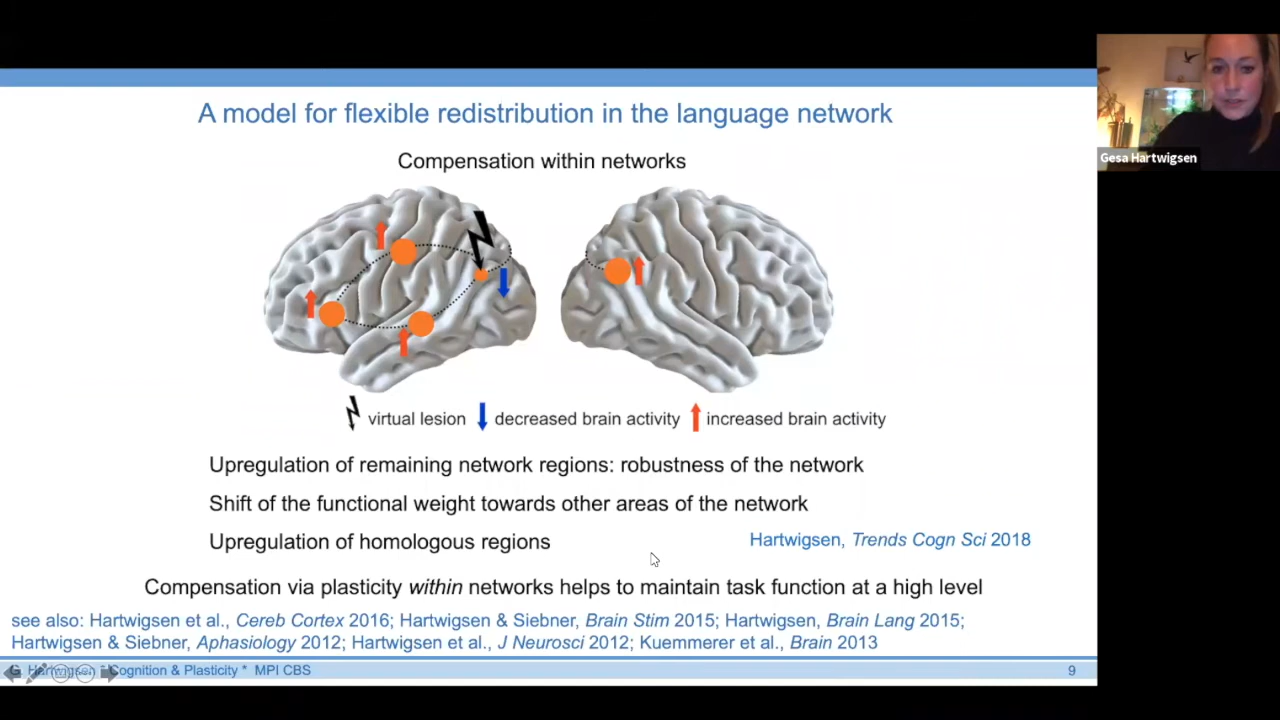 A model for flexible redistribution in the language network
Compensation within networks
Gesa Hartwigsen
virtual lesion decreased brain activity increased brain activity
Upregulation of remaining network regions: robustness of the network
Shift of the functional weight towards other areas of the network
Upregulation of homologous regions
Hartwigsen, Trends Cogn Sci 2018
Compensation via plasticity within networks helps to maintain task function at a high level
see also: Hartwigsen et al., Cereb Cortex 2016; Hartwigsen & Siebner, Brain Stim 2015; Hartwigsen, Brain Lang 2015;
Hartwigsen & Siebner, Aphasiology 2012; Hartwigsen et al., J Neurosci 2012; Kuemmerer et al., Brain 2013
G. Hartwigsen * Cognition & Plasticity * MPI CBS
9